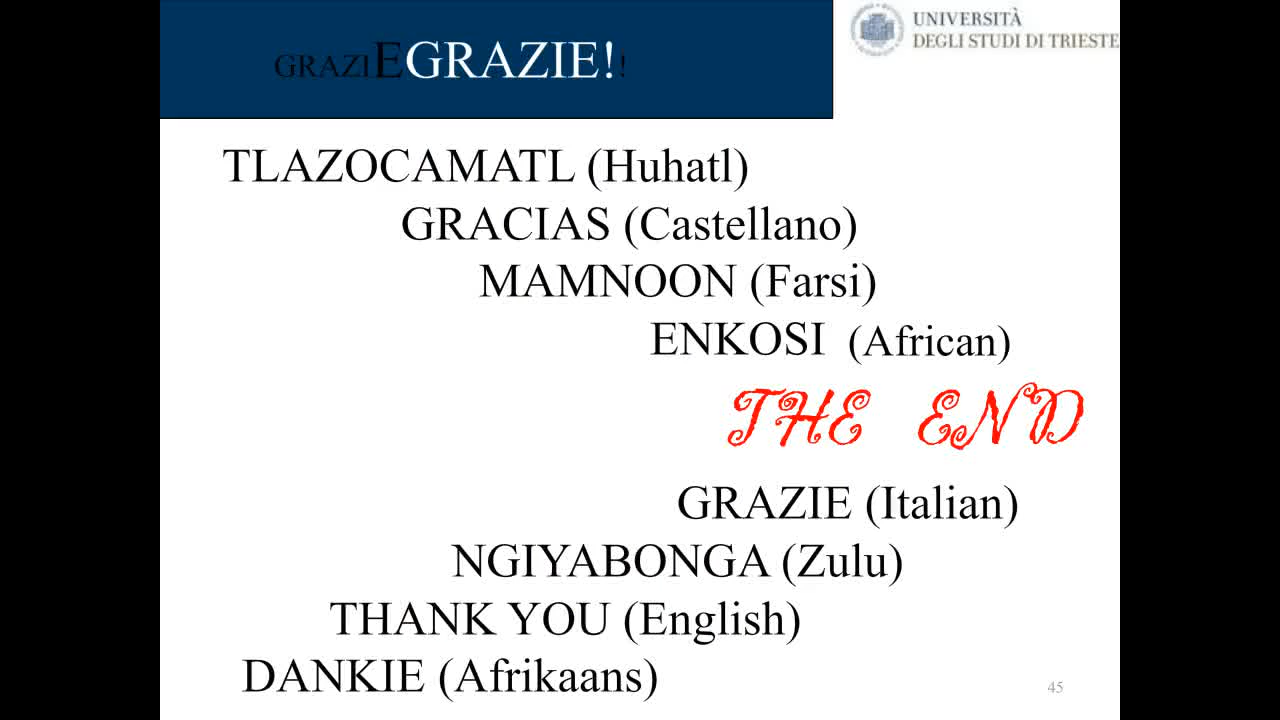 GRAZIEGRAZIE!!
UNIVERSITÀ
DEGLI STUDI DI TRIESTE
TLAZOCAMATL (Huhatl)
GRACIAS (Castellano)
MAMNOON (Farsi)
ENKOSI (African)
THE END
GRAZIE (Italian)
NGIYABONGA (Zulu)
THANK YOU (English)
DANKIE (Afrikaans)
45